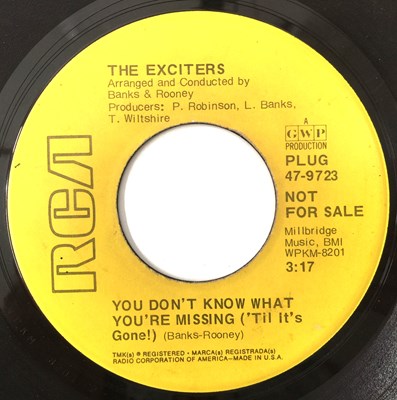 THE EXCITERS
Arranged and Conducted by
Banks & Rooney
Producers: P. Robinson, L. Banks,
T. Wiltshire
RCA
A
GWP
PRODUCTION
PLUG
47-9723
NOT
FOR SALE
Millbridge
Music, BMI
WPKM-8201
3:17
YOU DON'T KNOW WHAT
YOU'RE MISSING ('Til It's
Gone!) (Banks-Rooney)
TMK(s) ® REGISTERED • MARCA(s) REGISTRADA(s)
RADIO CORPORATION OF AMERICA-MADE IN U.S.A.